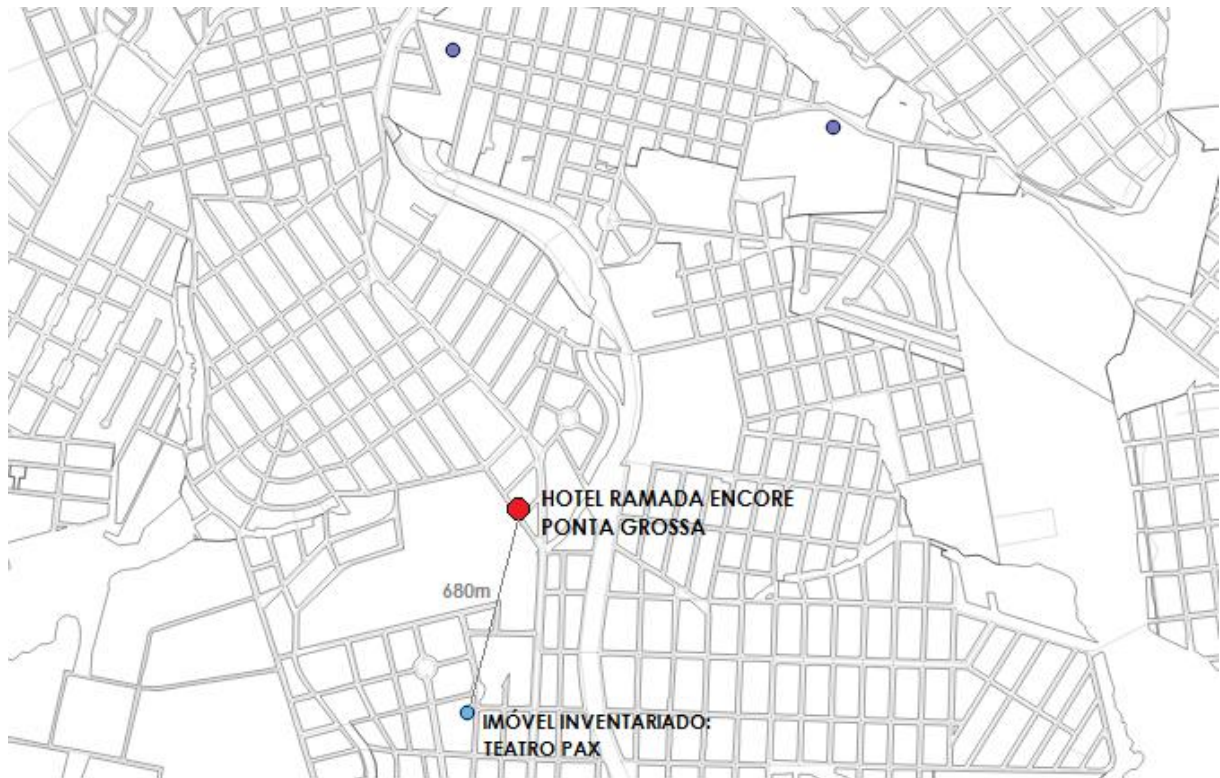 HOTEL RAMADA ENCORE
PONTA GROSSA
680m
IMÓVEL INVENTARIADO:
TEATRO PAX